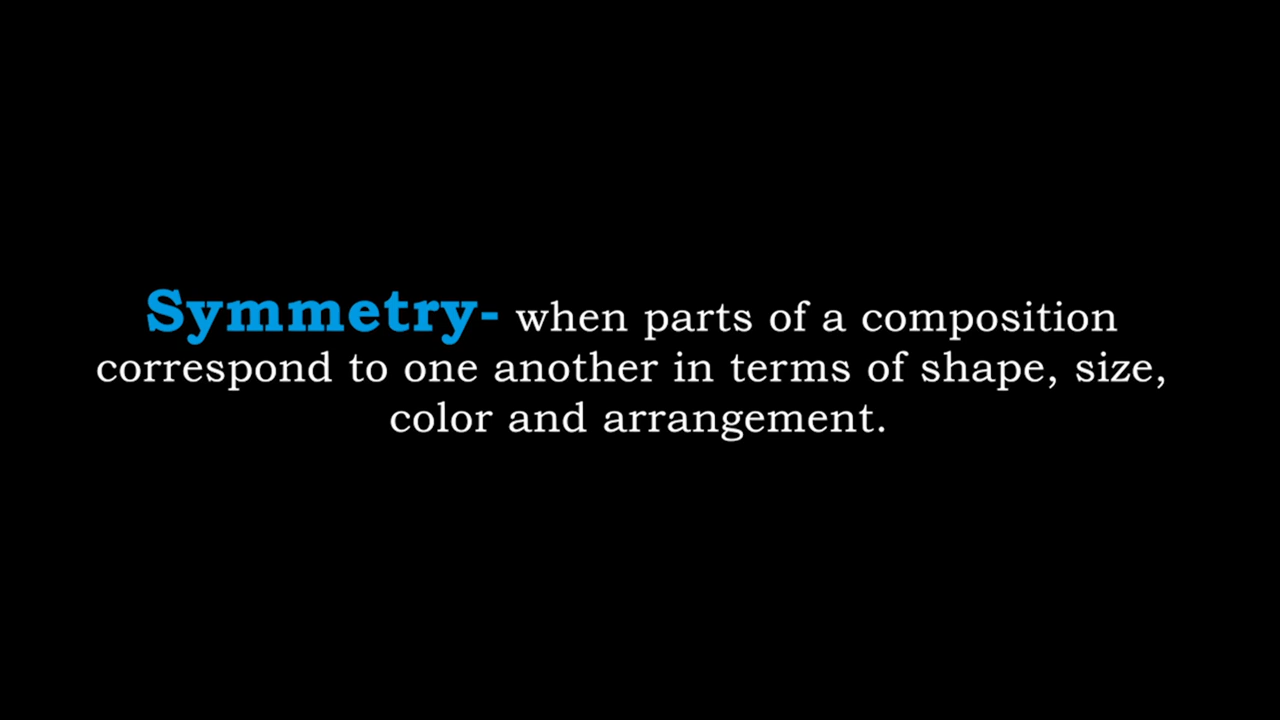 Symmetry- when parts of a composition
correspond to one another in terms of shape, size,
color and arrangement.